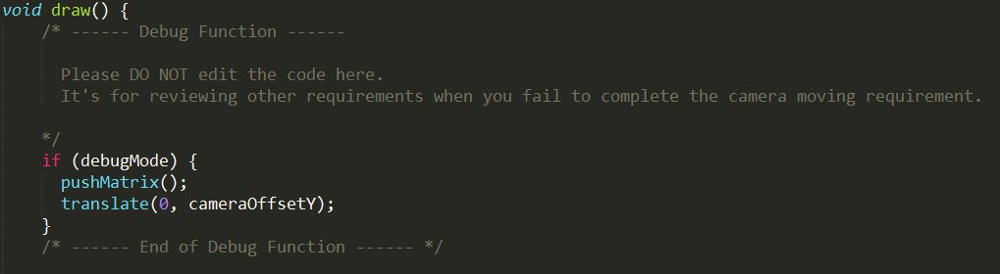 void draw() {
/* ------ Debug Function ------
Please DO NOT edit the code here.
It's for reviewing other requirements when you fail to complete the camera moving requirement.
*/
if (debugMode) {
pushMatrix();
translate(0, cameraOffsetY);
}
/* ------ End of Debug Function ------ */